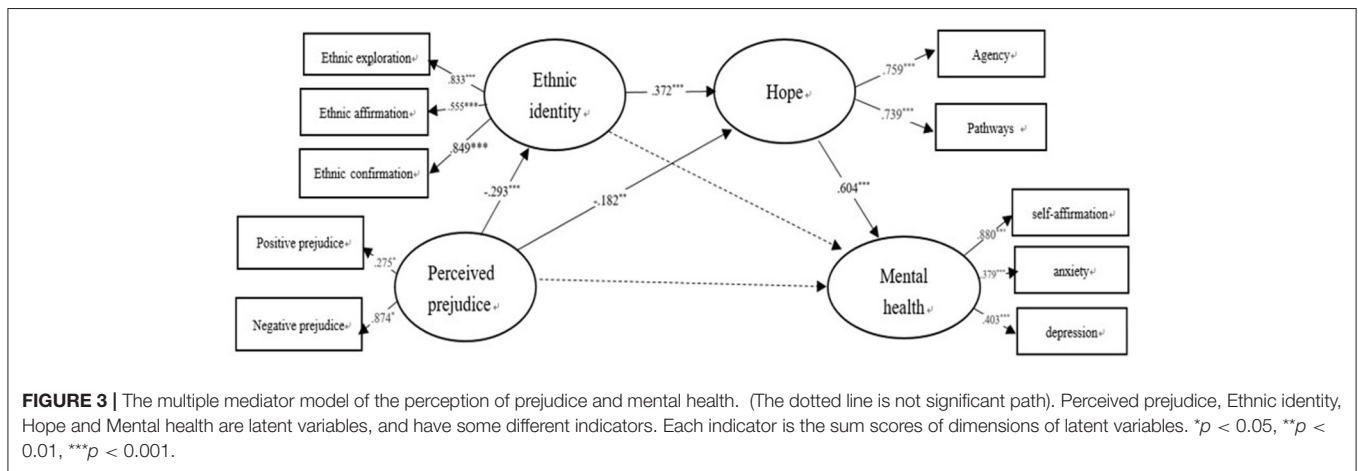 Ethnic exploration↵
Ethnic affirmation↵
Ethnic confirmation↵
Positive prejudice↵
Negative prejudice↵
.833***
.555***
.849***
Ethnic
identity↵
.372***
Hope↵
.759***
.739***
Agency↵
Pathways ↵
-.293***
-.182**
.604***
.275*
.874*
Perceived
prejudice↵
Mental
health↵
.880***
.379***
.403***
self-affirmation↵
anxiety↵
depression↵
FIGURE 3 | The multiple mediator model of the perception of prejudice and mental health. (The dotted line is not significant path). Perceived prejudice, Ethnic identity,
Hope and Mental health are latent variables, and have some different indicators. Each indicator is the sum scores of dimensions of latent variables. *p < 0.05, **p <
0.01, ***p < 0.001.